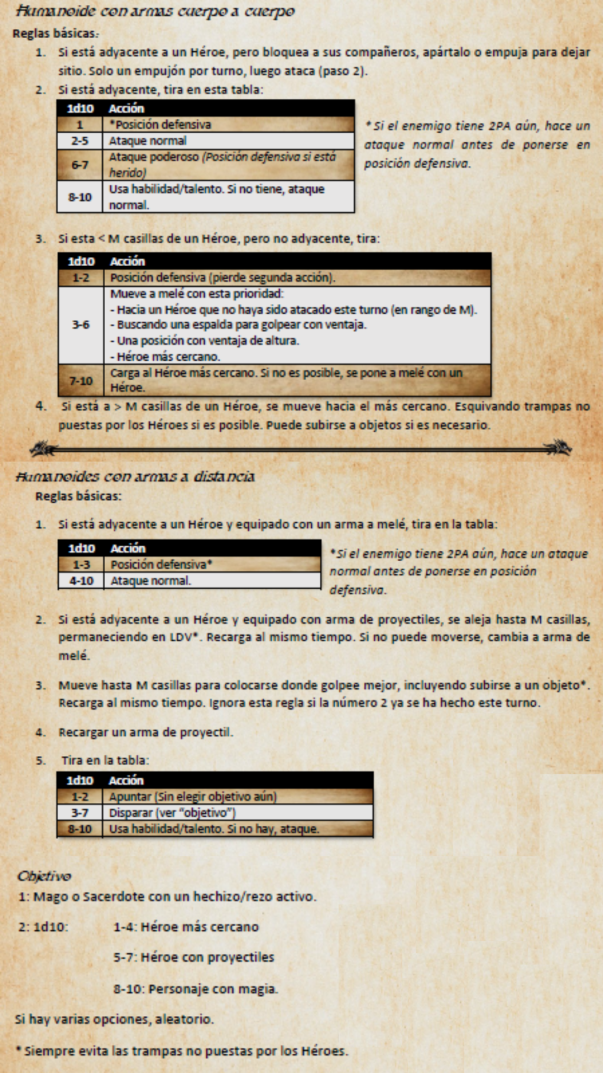 Humanoide con armas cuerpo a cuerpo
Reglas básicas:
1. Si está adyacente a un Héroe, pero bloquea a sus compañeros, apártalo o empuja para dejar
sitio. Solo un empujón por turno, luego ataca (paso 2).
2. Si está adyacente, tira en esta tabla:
1d10 Acción
1 *Posición defensiva
2-5 Ataque normal
6-7 Ataque poderoso (Posición defensiva si está
herido)
8-10 Usa habilidad/talento. Si no tiene, ataque
normal.
* Si el enemigo tiene 2PA aún, hace un
ataque normal antes de ponerse en
posición defensiva.
3. Si esta < M casillas de un Héroe, pero no adyacente, tira:
1d10 Acción
1-2 Posición defensiva (pierde segunda acción).
3-6 Mueve a melé con esta prioridad:
- Hacia un Héroe que no haya sido atacado este turno (en rango de M).
- Buscando una espalda para golpear con ventaja.
- Una posición con ventaja de altura.
- Héroe más cercano.
7-10 Carga al Héroe más cercano. Si no es posible, se pone a melé con un
Héroe.
4. Si está a > M casillas de un Héroe, se mueve hacia el más cercano. Esquivando trampas no
puestas por los Héroes si es posible. Puede subirse a objetos si es necesario.
Humanoides con armas a distancia
Reglas básicas:
1. Si está adyacente a un Héroe y equipado con un arma a melé, tira en la tabla:
1d10 Acción
1-3 Posición defensiva*
4-10 Ataque normal.
*Si el enemigo tiene 2PA aún, hace un ataque
normal antes de ponerse en posición
defensiva.
2. Si está adyacente a un Héroe y equipado con arma de proyectiles, se aleja hasta M casillas,
permaneciendo en LDV*. Recarga al mismo tiempo. Si no puede moverse, cambia a arma de
melé.
3. Mueve hasta M casillas para colocarse donde golpee mejor, incluyendo subirse a un objeto*.
Recarga al mismo tiempo. Ignora esta regla si la número 2 ya se ha hecho este turno.
4. Recargar un arma de proyectil.
5. Tira en la tabla:
1d10 Acción
1-2 Apuntar (Sin elegir objetivo aún)
3-7 Disparar (ver "objetivo")
8-10 Usa habilidad/talento. Si no hay, ataque.
Objetivo
1: Mago o Sacerdote con un hechizo/rezo activo.
2: 1d10: 1-4: Héroe más cercano
5-7: Héroe con proyectiles
8-10: Personaje con magia.
Si hay varias opciones, aleatorio.
* Siempre evita las trampas no puestas por los Héroes.